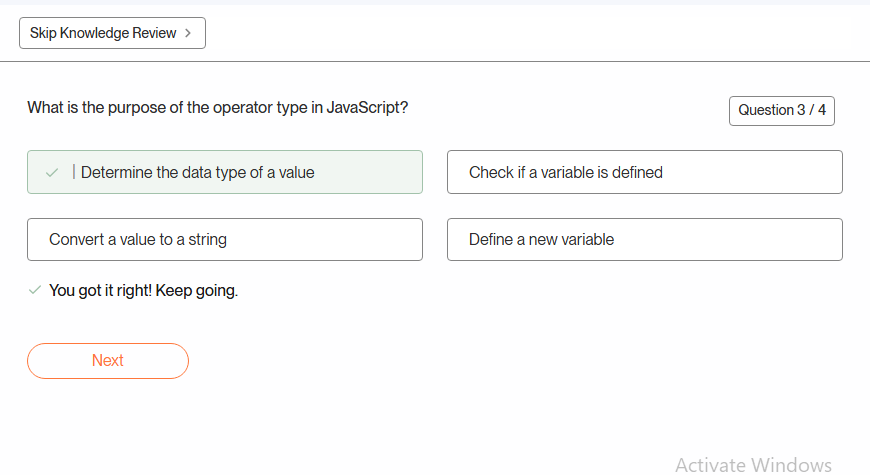 Skip Knowledge Review >
What is the purpose of the operator type in JavaScript?
Question 3 / 4
Determine the data type of a value
Check if a variable is defined
Convert a value to a string
Define a new variable
You got it right! Keep going.
Next
Activate Windows